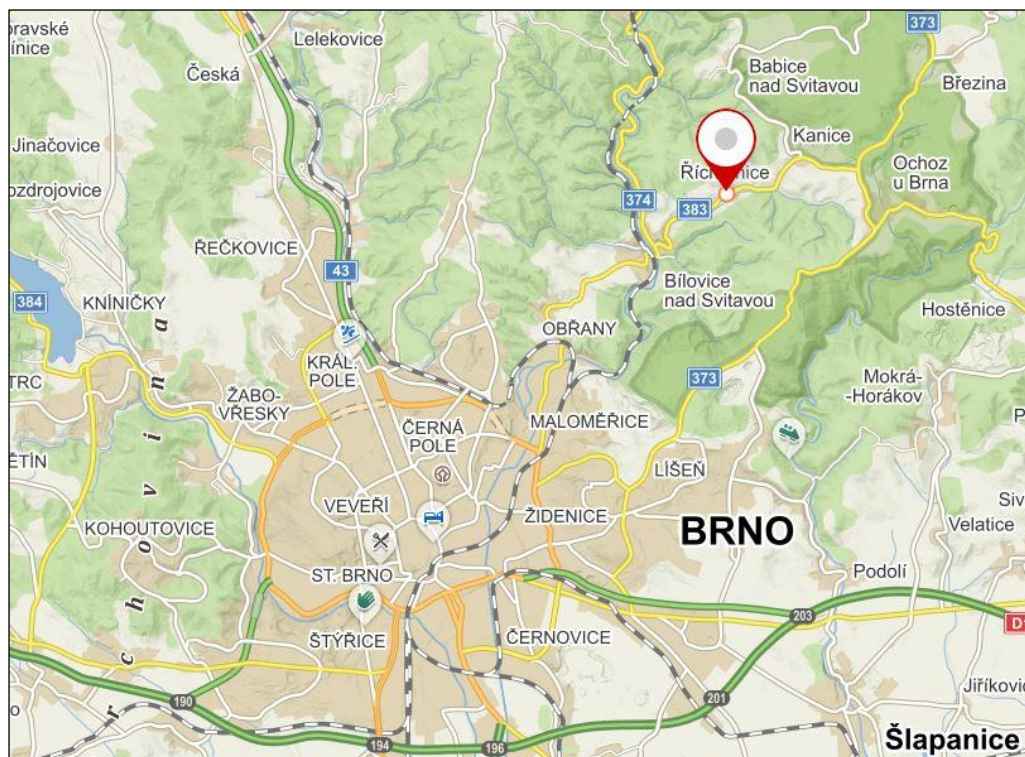 373
Lelekovice
Česká
Babice
nad Svitavou
Březina
Kanice
Jinačovice
Ochoz
u Brna
374
383
ŘEČKOVICE
43
Bílovice
nad Svitavou
384
KNÍNIČKY
Hostěnice
OBŘANY
KRÁL.
POLE
373
Mokrá-
-Horákov
ŽABO-
VŘESKY
ČERNÁ
POLE
MALOMĚŘICE
LÍŠEŇ
VEVEŘÍ
ŽIDENICE
BRNO
Velatice
KOHOUTOVICE
ST. BRNO
Podolí
203
ŠTÝŘICE
ČERNOVICE
190
201
194
196
Šlapanice